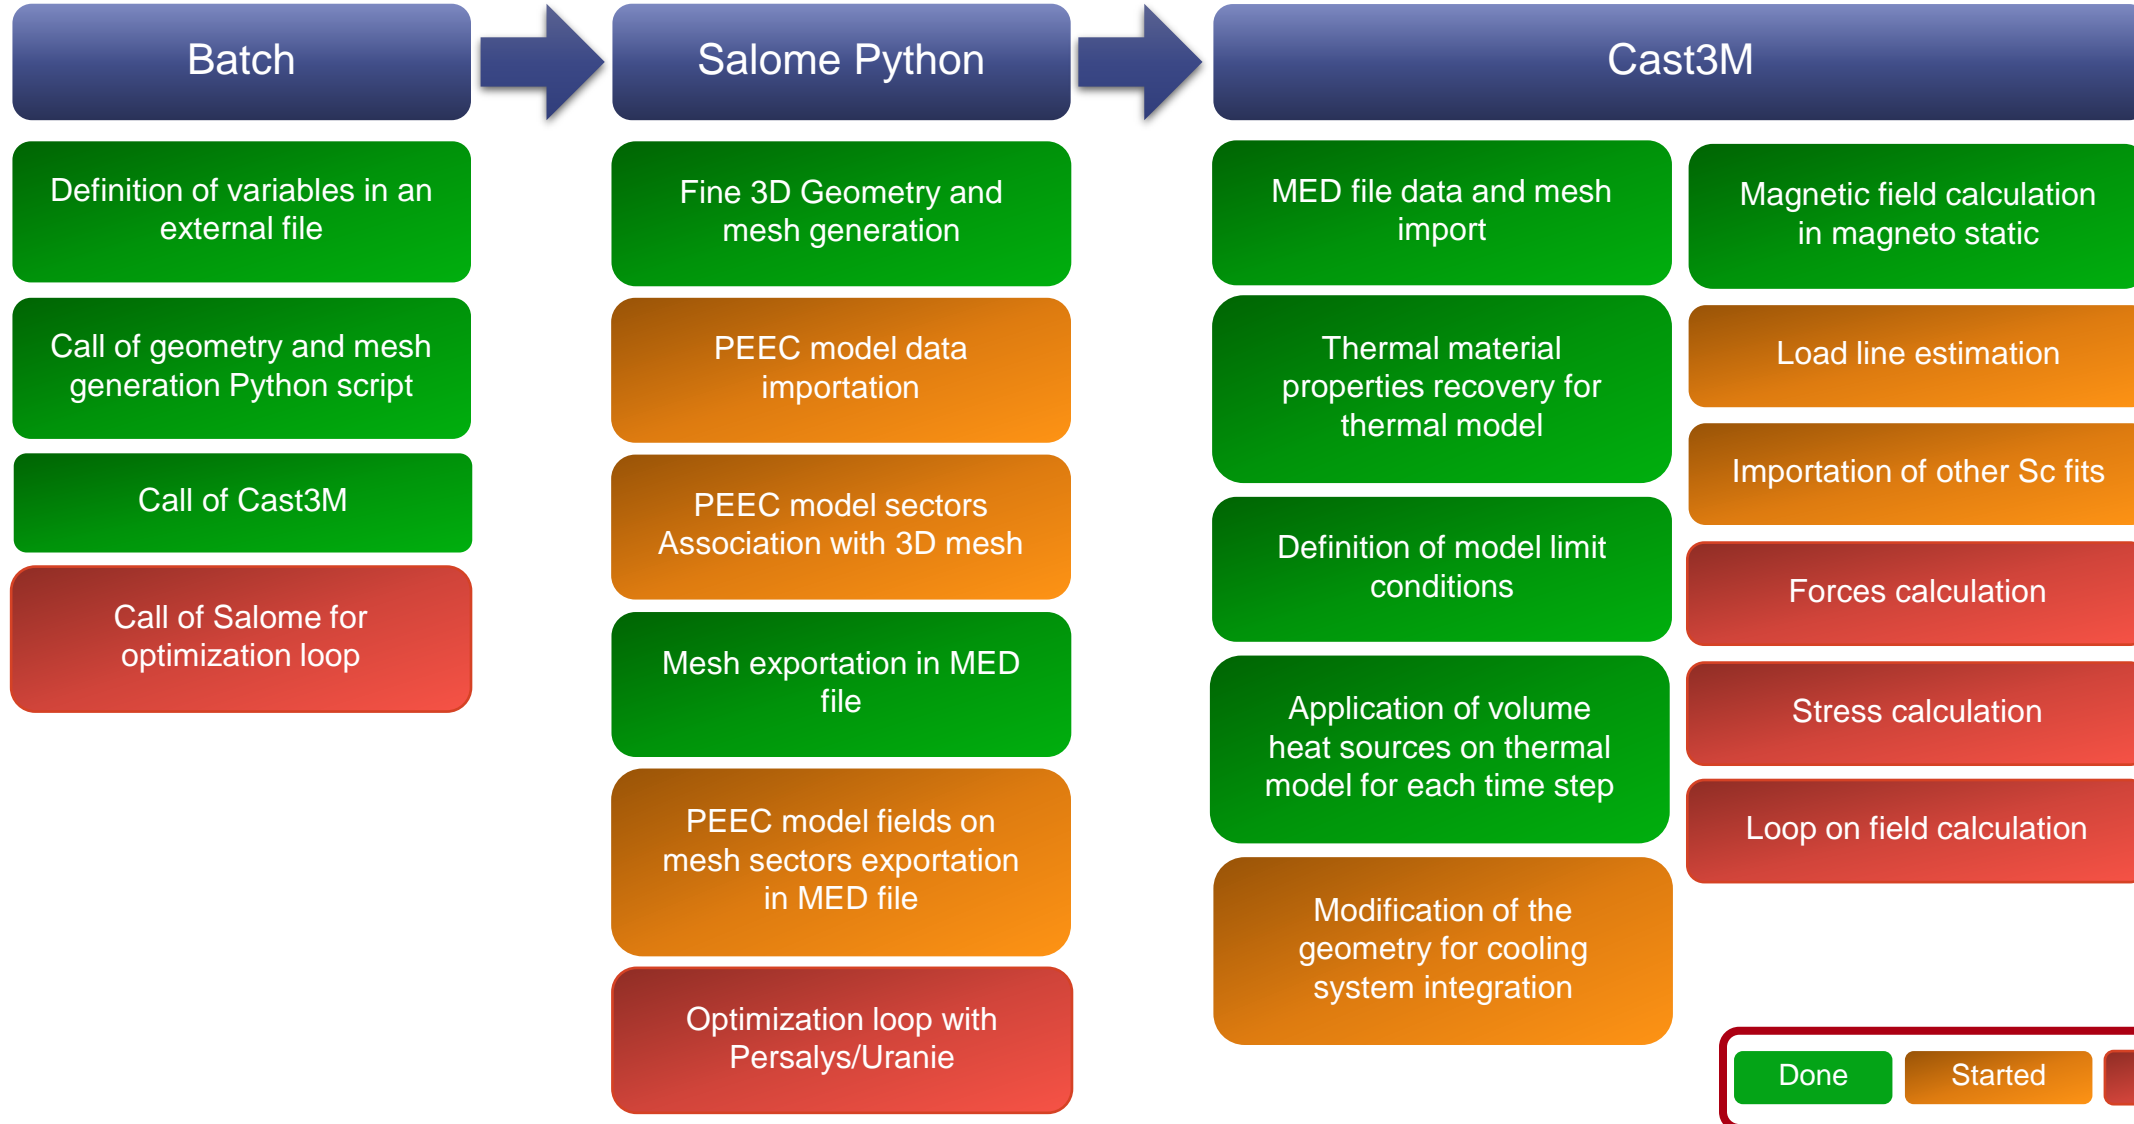 Batch
Salome Python
Cast3M
Definition of variables in an
external file
Call of geometry and mesh
generation Python script
Call of Cast3M
Call of Salome for
optimization loop
Fine 3D Geometry and
mesh generation
PEEC model data
importation
PEEC model sectors
Association with 3D mesh
Mesh exportation in MED
file
PEEC model fields on
mesh sectors exportation
in MED file
Optimization loop with
Persalys/Uranie
MED file data and mesh
import
Thermal material
properties recovery for
thermal model
Definition of model limit
conditions
Application of volume
heat sources on thermal
model for each time step
Modification of the
geometry for cooling
system integration
Magnetic field calculation
in magneto static
Load line estimation
Importation of other Sc fits
Forces calculation
Stress calculation
Loop on field calculation
Done
Started